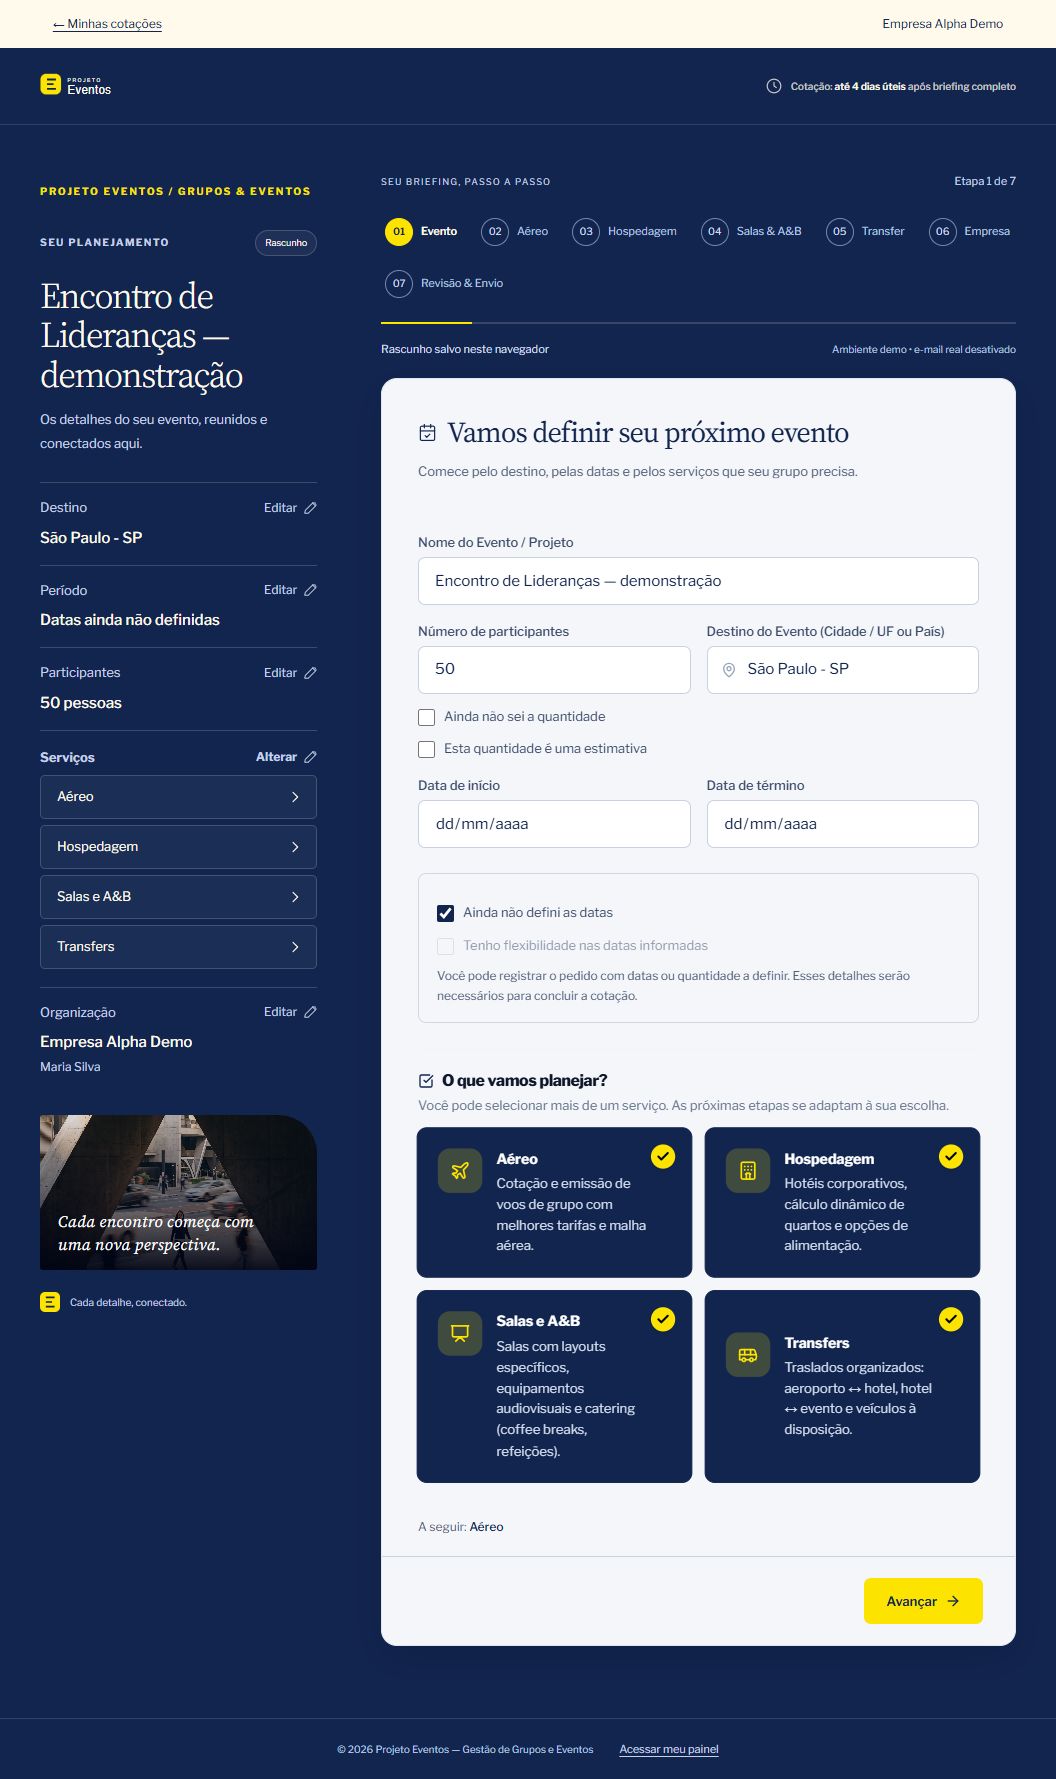 ← Minhas cotações
Empresa Alpha Demo
PROJETO
Eventos
Cotação: até 4 dias úteis após briefing completo
PROJETO EVENTOS / GRUPOS & EVENTOS
SEU PLANEJAMENTO
Rascunho
Encontro de
Lideranças —
demonstração
Os detalhes do seu evento, reunidos e
conectados aqui.
Destino
Editar
São Paulo - SP
Período
Editar
Datas ainda não definidas
Participantes
Editar
50 pessoas
Serviços
Alterar
Aéreo
Hospedagem
Salas e A&B
Transfers
Organização
Editar
Empresa Alpha Demo
Maria Silva
Cada encontro começa com
uma nova perspectiva.
Cada detalhe, conectado.
SEU BRIEFING, PASSO A PASSO
Etapa 1 de 7
01 Evento
02 Aéreo
03 Hospedagem
04 Salas & A&B
05 Transfer
06 Empresa
07 Revisão & Envio
Rascunho salvo neste navegador
Ambiente demo • e-mail real desativado
Vamos definir seu próximo evento
Comece pelo destino, pelas datas e pelos serviços que seu grupo precisa.
Nome do Evento / Projeto
Encontro de Lideranças — demonstração
Número de participantes
50
Destino do Evento (Cidade / UF ou País)
São Paulo - SP
Ainda não sei a quantidade
Esta quantidade é uma estimativa
Data de início
dd/mm/aaaa
Data de término
dd/mm/aaaa
Ainda não defini as datas
Tenho flexibilidade nas datas informadas
Você pode registrar o pedido com datas ou quantidade a definir. Esses detalhes serão
necessários para concluir a cotação.
O que vamos planejar?
Você pode selecionar mais de um serviço. As próximas etapas se adaptam à sua escolha.
Aéreo
Cotação e emissão de
voos de grupo com
melhores tarifas e malha
aérea.
Hospedagem
Hotéis corporativos,
cálculo dinâmico de
quartos e opções de
alimentação.
Salas e A&B
Salas com layouts
específicos,
equipamentos
audiovisuais e catering
(coffee breaks,
refeições).
Transfers
Traslados organizados:
aeroporto ↔ hotel, hotel
↔ evento e veículos à
disposição.
A seguir: Aéreo
Avançar →
© 2026 Projeto Eventos — Gestão de Grupos e Eventos
Acessar meu painel